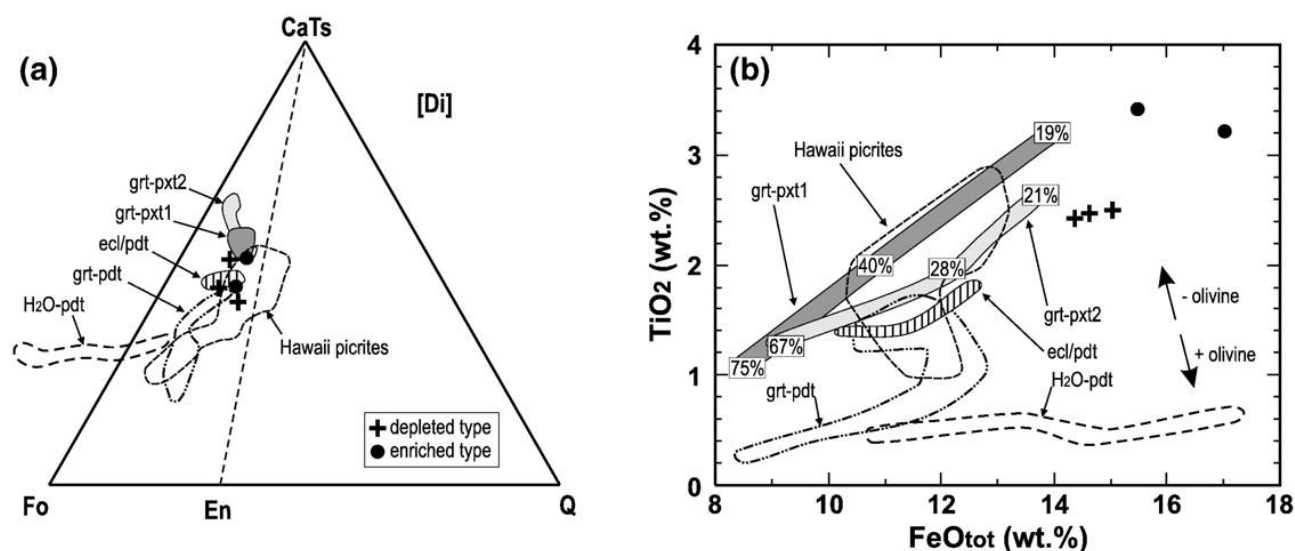 (a)
CaTs
[Di]
grt-pxt2
grt-pxt1
ecl/pdt
grt-pdt
H2O-pdt
Hawaii picrites
depleted type
enriched type
Fo
En
Q
(b)
4
3
2
1
0
TiO2 (wt.%)
19%
Hawaii picrites
grt-pxt1
21%
40%
28%
- olivine
grt-pxt2
67%
ecl/pdt
+ olivine
75%
H2O-pdt
grt-pdt
8
10
12
14
16
18
FeOtot (wt.%)